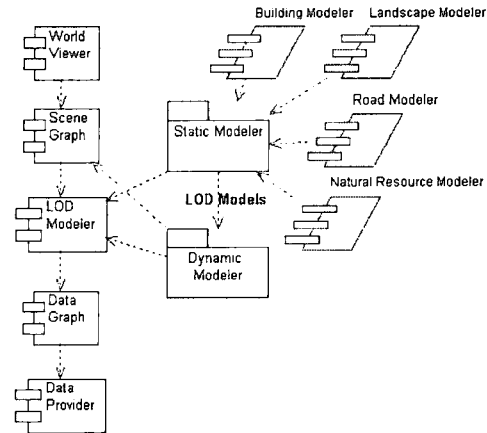 Building Modeler
Landscape Modeler
World
Viewer
Scene
Graph
Static Modeler
Road Modeler
Natural Resource Modeler
LOD Models
LOD
Modeler
Dynamic
Modeler
Data
Graph
Data
Provider